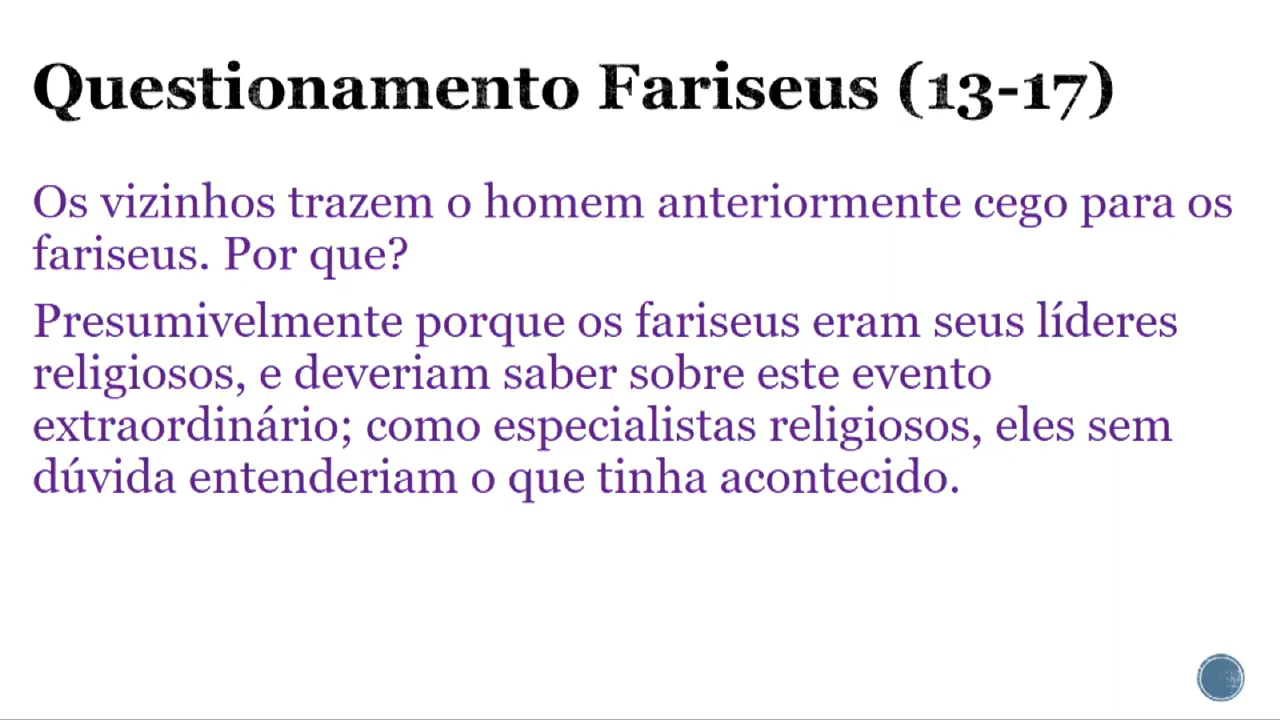 Questionamento Fariseus (13-17)
Os vizinhos trazem o homem anteriormente cego para os
fariseus. Por que?
Presumivelmente porque os fariseus eram seus líderes
religiosos, e deveriam saber sobre este evento
extraordinário; como especialistas religiosos, eles sem
dúvida entenderiam o que tinha acontecido.